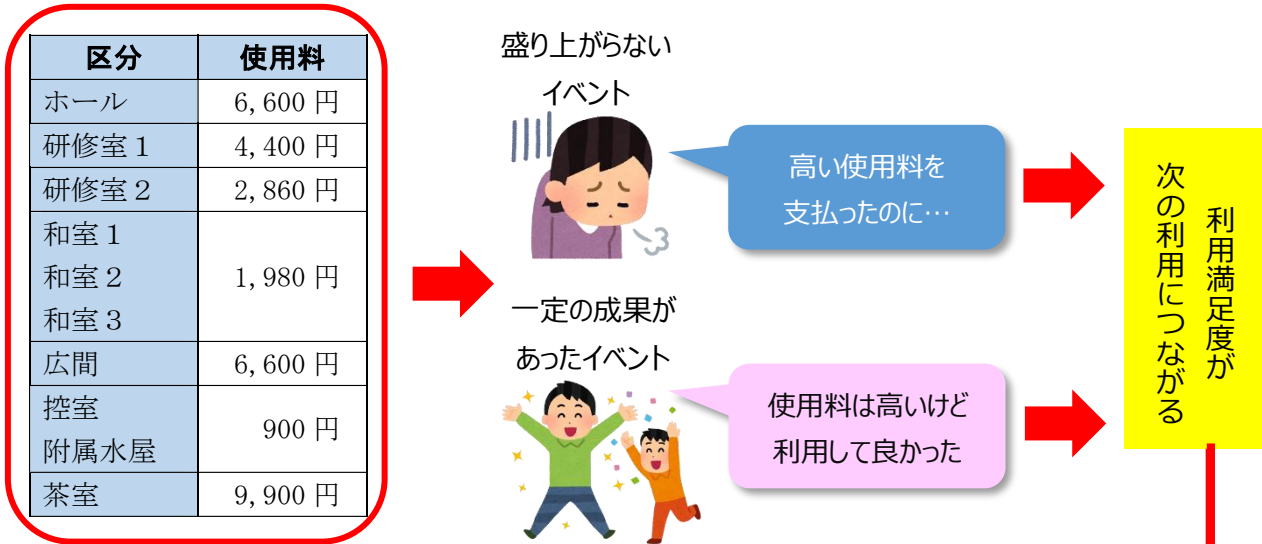 区分 使用料
ホール 6,600 円
研修室1 4,400 円
研修室2 2,860 円
和室1
和室2 1,980 円
和室3
広間 6,600 円
控室
附属水屋 900 円
茶室 9,900 円
盛り上がらない
イベント
高い使用料を
支払ったのに…
一定の成果が
あったイベント
使用料は高いけど
利用して良かった
利用満足度が
次の利用につながる